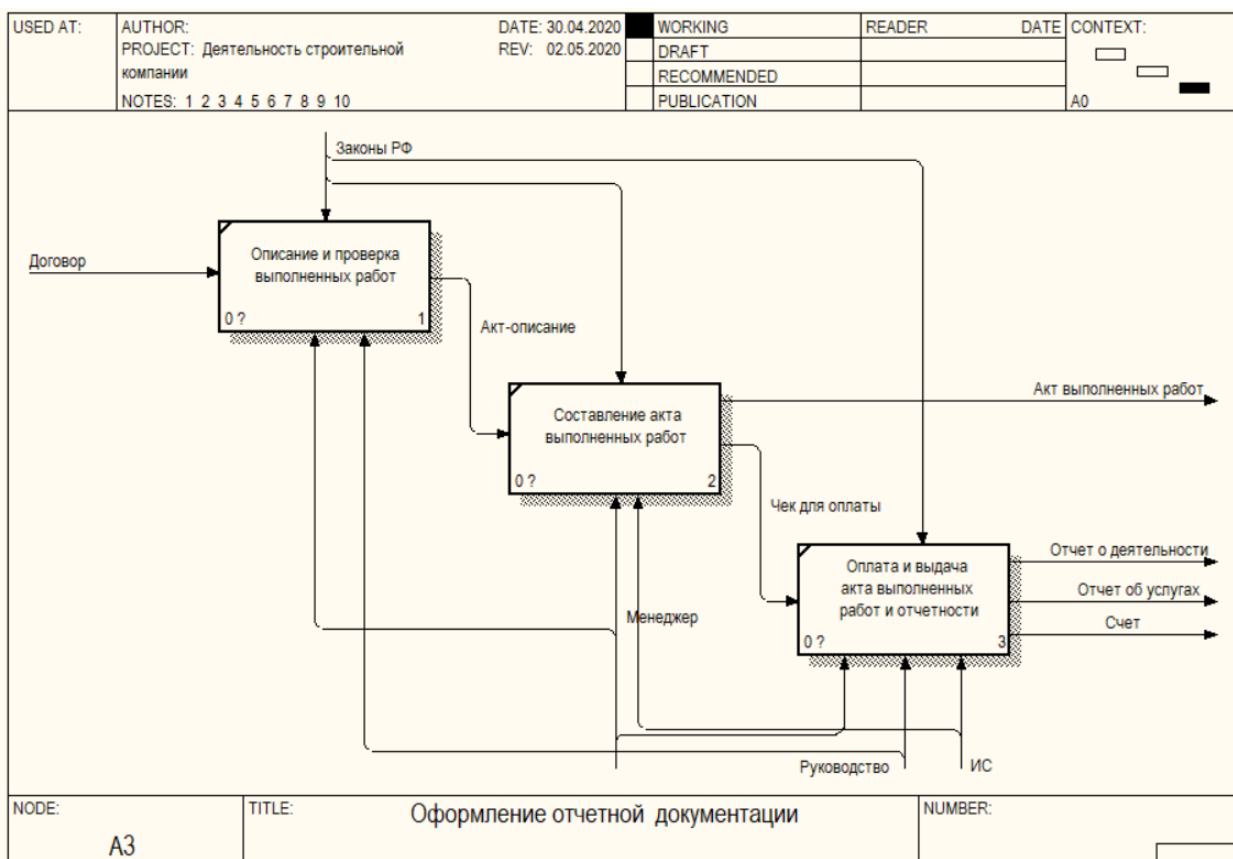 USED AT:
AUTHOR:
DATE: 30.04.2020
WORKING
READER
DATE
CONTEXT:
PROJECT: Деятельность строительной
REV: 02.05.2020
DRAFT
компании
RECOMMENDED
NOTES: 1 2 3 4 5 6 7 8 9 10
PUBLICATION
A0
Законы РФ
Договор
Описание и проверка
выполненных работ
0 ?
1
Акт-описание
Составление акта
выполненных работ
0 ?
2
Акт выполненных работ
Чек для оплаты
Оплата и выдача
акта выполненных
работ и отчетности
0 ?
3
Отчет о деятельности
Отчет об услугах
Счет
Менеджер
Руководство
ИС
NODE:
TITLE:
Оформление отчетной документации
NUMBER:
A3